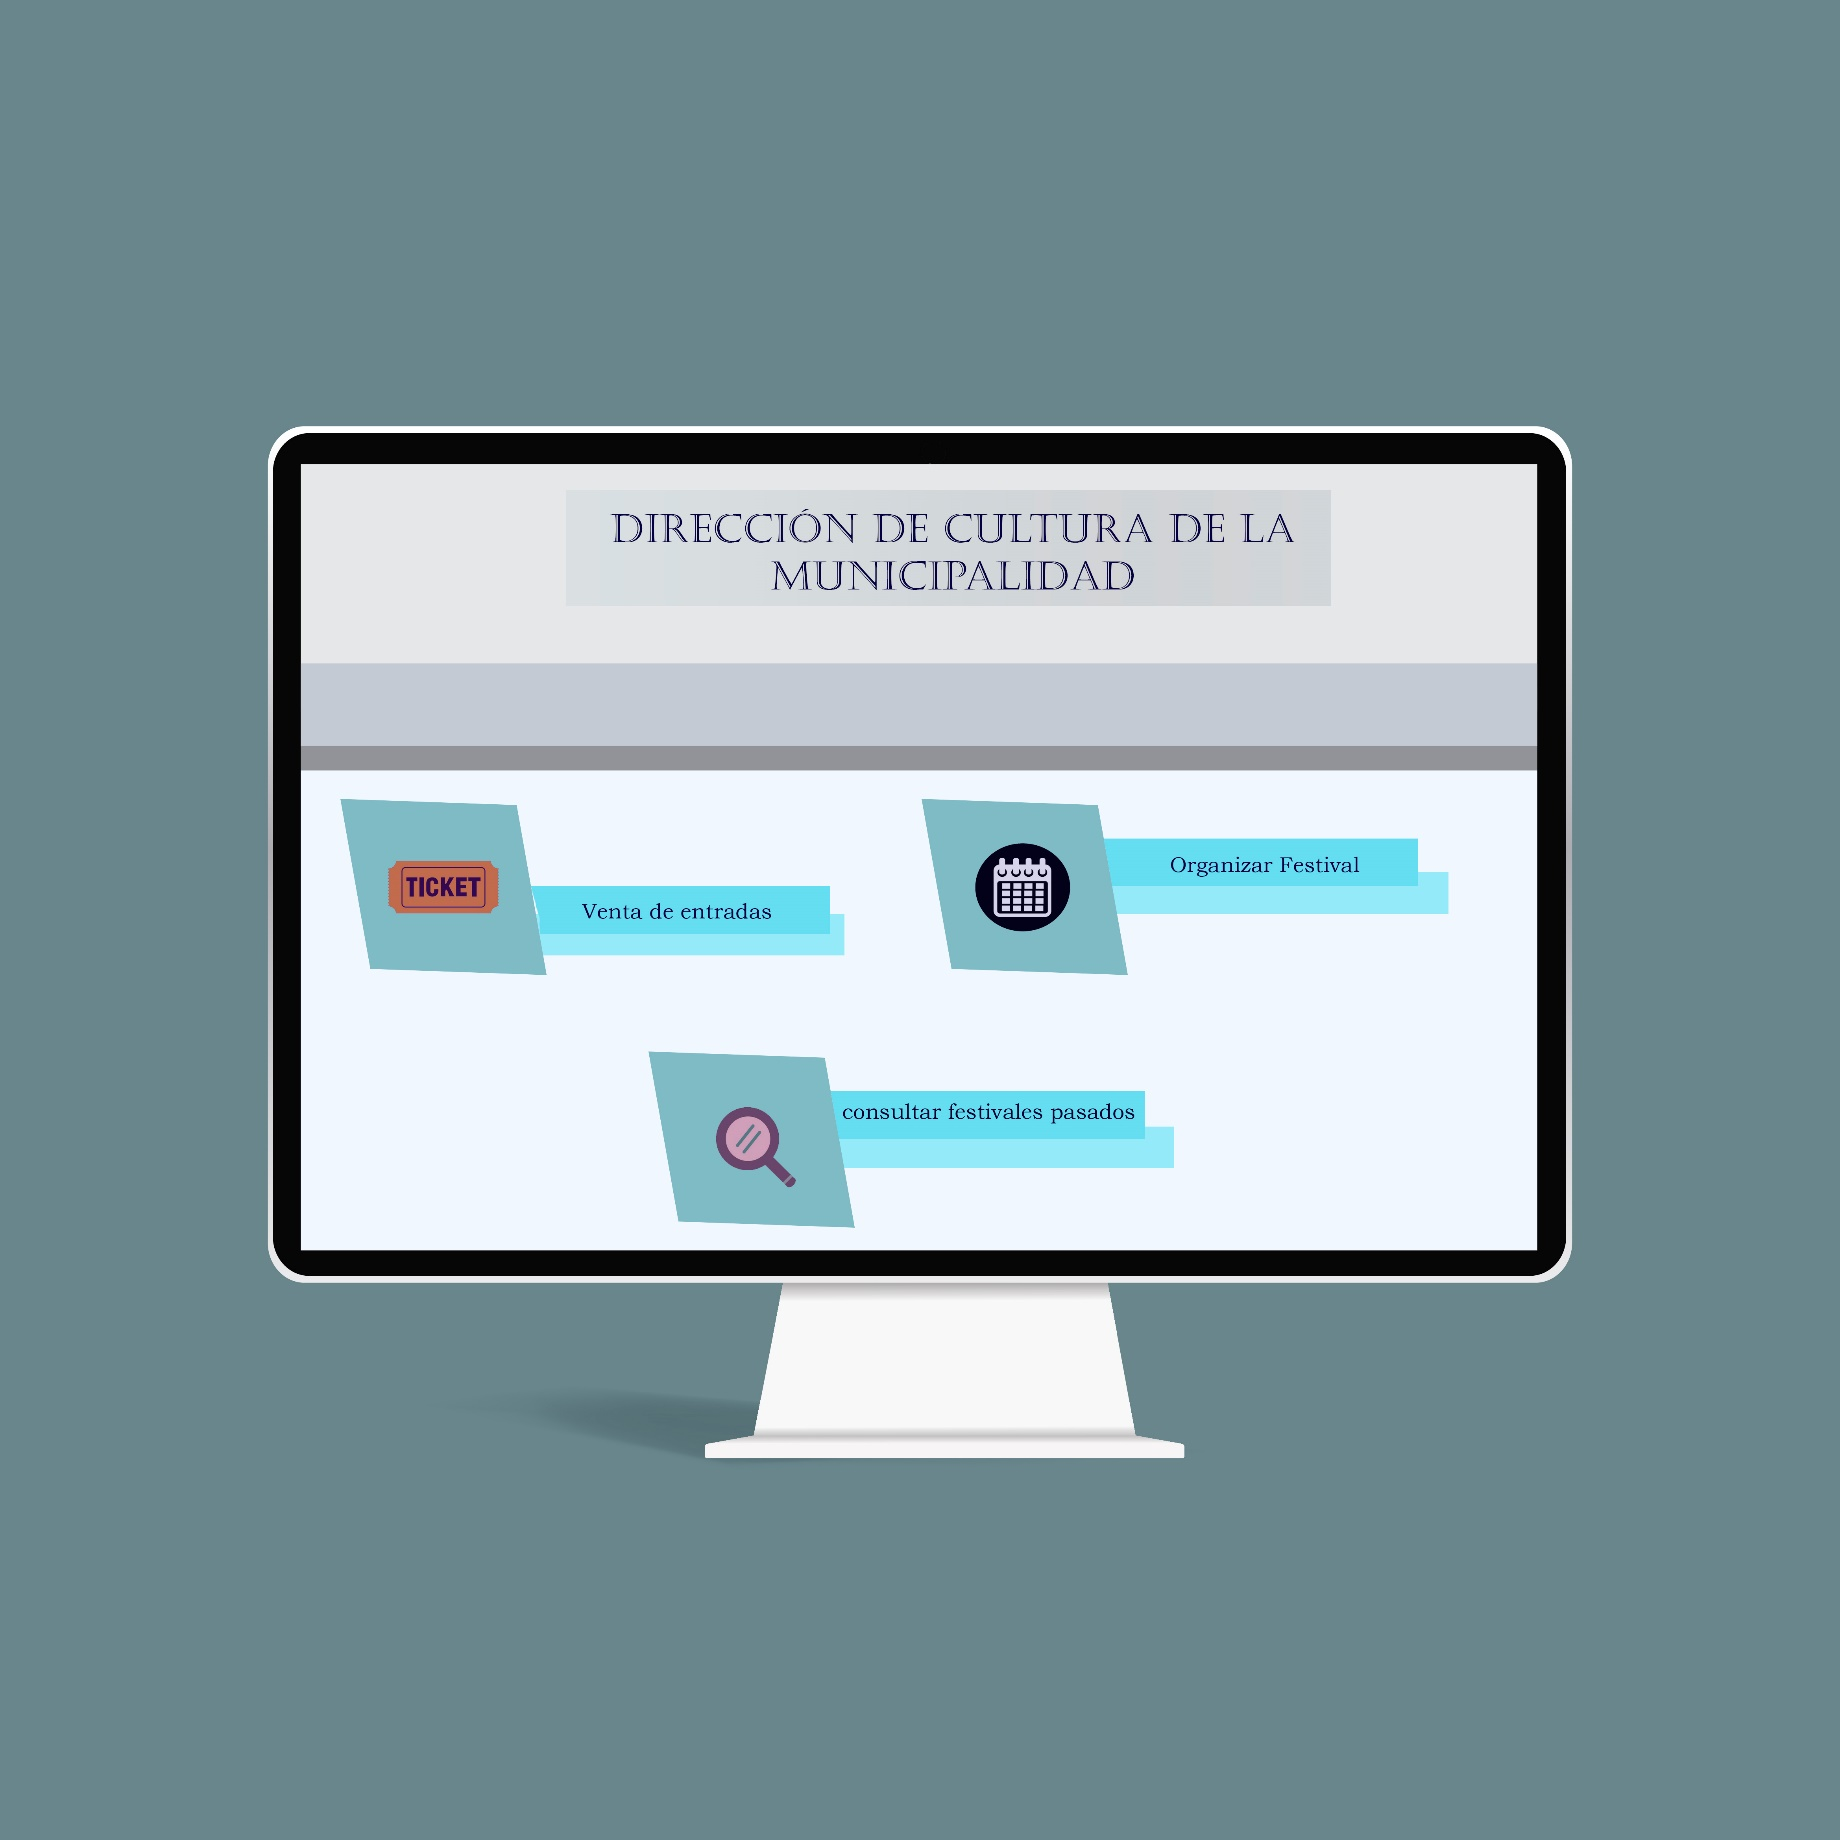 DIRECCIÓN DE CULTURA DE LA
MUNICIPALIDAD
TICKET
Venta de entradas
Organizar Festival
consultar festivales pasados